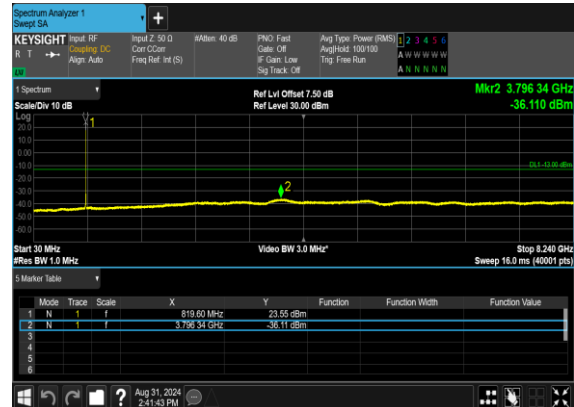 Spectrum Analyzer 1
Swept SA
+
KEYSIGHT Input: RF Input Z: 50 Ω #Atten: 40 dB PNO: Fast Avg Type: Power (RMS) 1 2 3 4 5 6
R T Coupling: DC Corr CCorr Gate: Off Avg|Hold: 100/100 A W W W W W
Align: Auto Freq Ref: Int (S) IF Gain: Low Trig: Free Run
LXI Sig Track: Off A N N N N N
1 Spectrum Ref Lvl Offset 7.50 dB Mkr2 3.796 34 GHz
Scale/Div 10 dB Ref Level 30.00 dBm -36.110 dBm
Log
1
20.0
10.0
0.00
-10.0
DL1 -13.00 dBm
-20.0
-30.0
2
-40.0
-50.0
-60.0
Start 30 MHz Video BW 3.0 MHz* Stop 8.240 GHz
#Res BW 1.0 MHz Sweep 16.0 ms (40001 pts)
5 Marker Table
Mode Trace Scale X Y Function Function Width Function Value
1 N 1 f 819.60 MHz 23.55 dBm
2 N 1 f 3.796 34 GHz -36.11 dBm
3
4
5
6
? Aug 31, 2024
2:41:43 PM